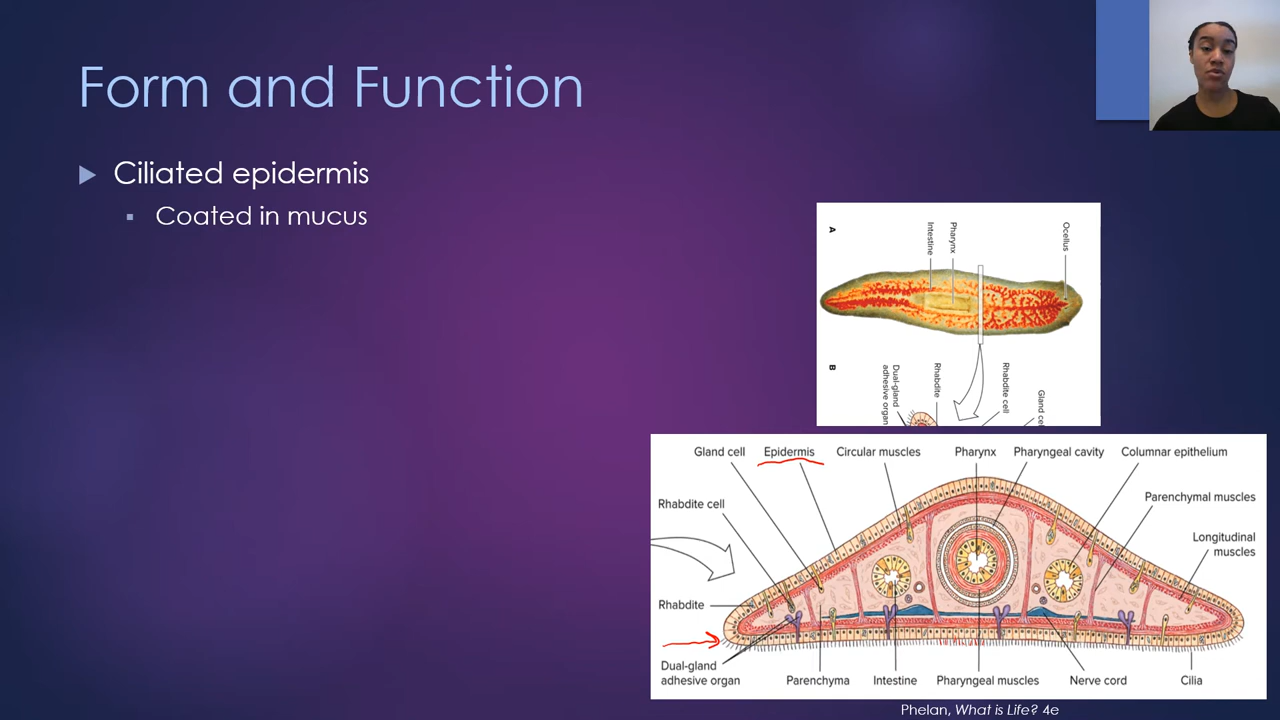 Form and Function
Ciliated epidermis
Coated in mucus
A
Intestine
Pharynx
Ocellus
B
Dual-gland
adhesive organ
Rhabdite
Rhabdite cell
Gland cel
Gland cell
Epidermis
Circular muscles
Pharynx
Pharyngeal cavity
Columnar epithelium
Rhabdite cell
Parenchymal muscles
Longitudinal
muscles
Rhabdite
Dual-gland
adhesive organ
Parenchyma
Intestine
Pharyngeal muscles
Nerve cord
Cilia
Phelan, What is Life? 4e